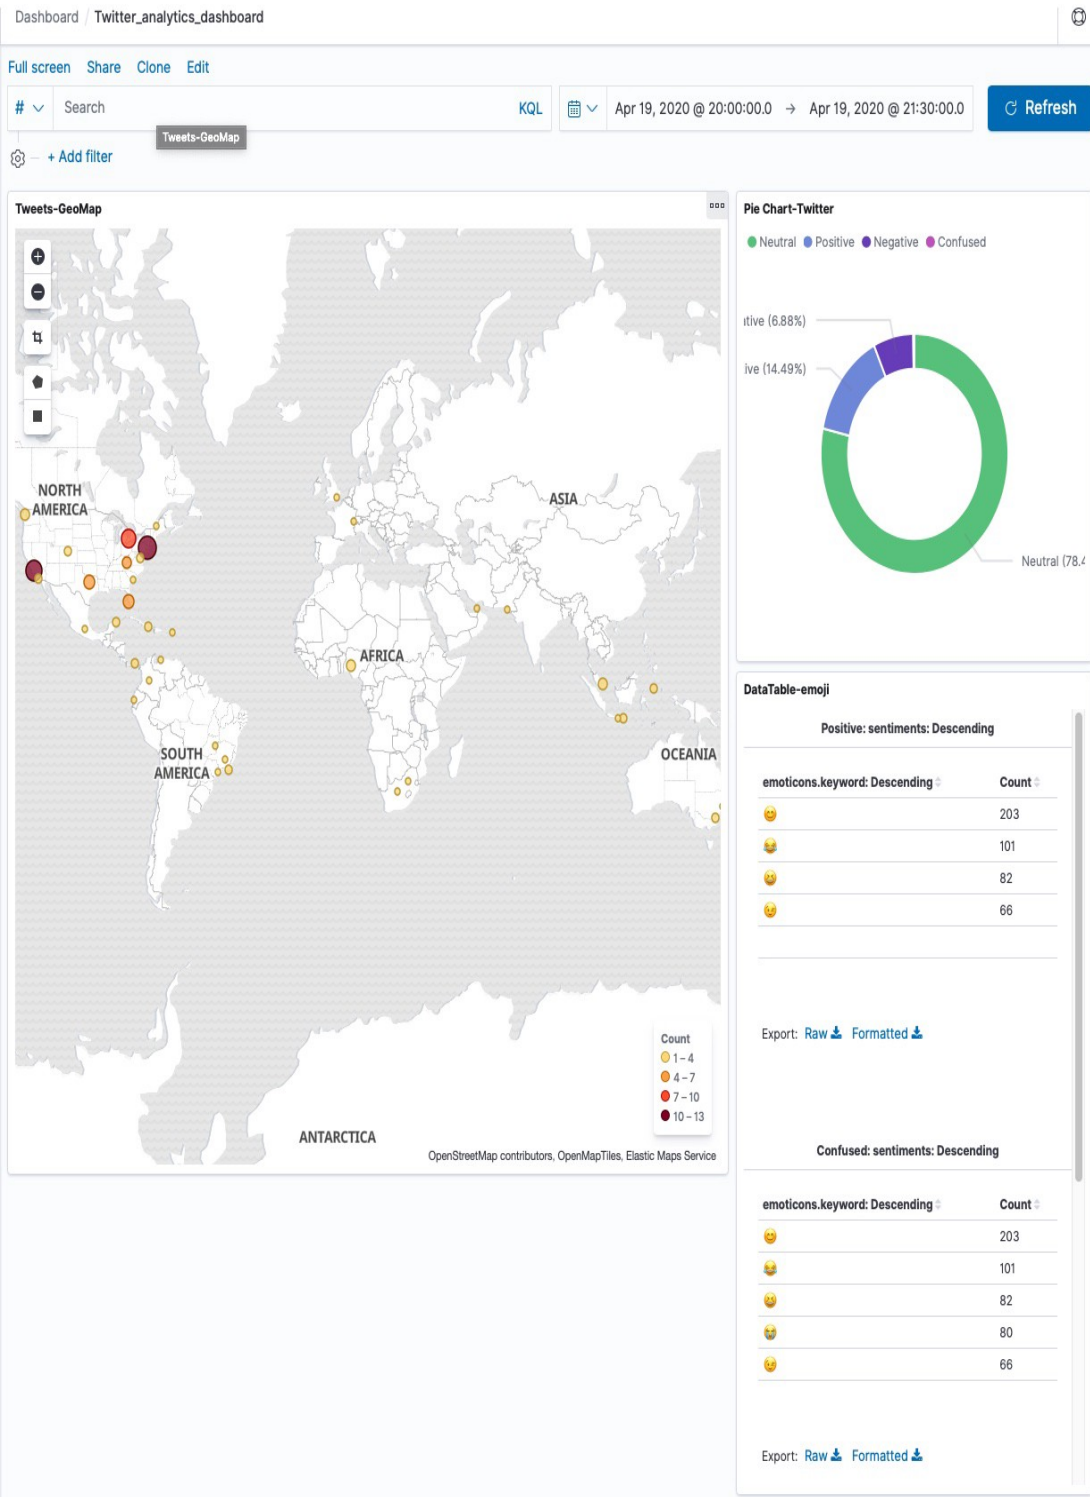 Dashboard / Twitter_analytics_dashboard
Full screen Share Clone Edit
# Search KQL Apr 19, 2020 @ 20:00:00.0 → Apr 19, 2020 @ 21:30:00.0 Refresh
Tweets-GeoMap
+ Add filter
Tweets-GeoMap
NORTH
AMERICA
ASIA
AFRICA
SOUTH
AMERICA
OCEANIA
ANTARCTICA
Count
1 – 4
4 – 7
7 – 10
10 – 13
OpenStreetMap contributors, OpenMapTiles, Elastic Maps Service
Pie Chart-Twitter
Neutral Positive Negative Confused
ative (6.88%)
ive (14.49%)
Neutral (78.4
DataTable-emoji
Positive: sentiments: Descending
emoticons.keyword: Descending Count
203
101
82
66
Export: Raw Formatted
Confused: sentiments: Descending
emoticons.keyword: Descending Count
203
101
82
80
66
Export: Raw Formatted